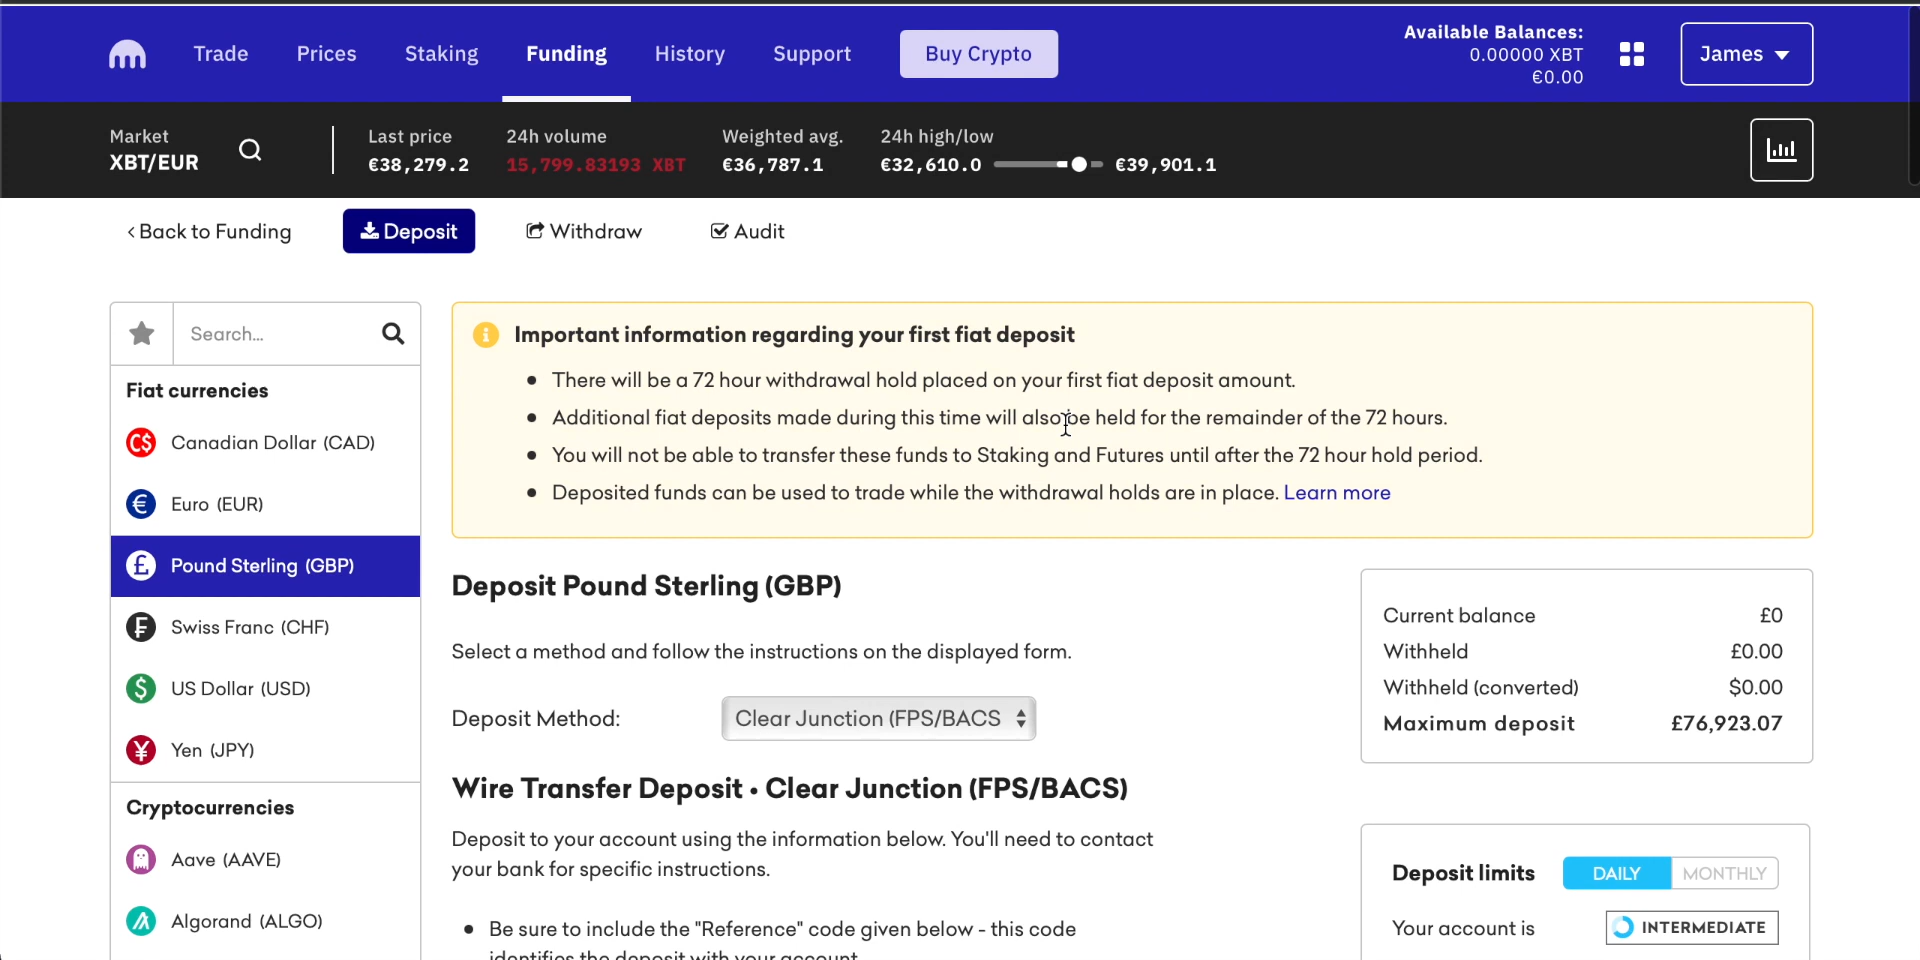 Trade Prices Staking Funding History Support Buy Crypto
Available Balances:
0.00000 XBT
€0.00
James
Market
XBT/EUR
Last price
€38,279.2
24h volume
15,799.83193 XBT
Weighted avg.
€36,787.1
24h high/low
€32,610.0 €39,901.1
Back to Funding Deposit Withdraw Audit
Search...
Fiat currencies
C$ Canadian Dollar (CAD)
€ Euro (EUR)
£ Pound Sterling (GBP)
₣ Swiss Franc (CHF)
$ US Dollar (USD)
¥ Yen (JPY)
Cryptocurrencies
Aave (AAVE)
Algorand (ALGO)
Important information regarding your first fiat deposit
There will be a 72 hour withdrawal hold placed on your first fiat deposit amount.
Additional fiat deposits made during this time will also be held for the remainder of the 72 hours.
You will not be able to transfer these funds to Staking and Futures until after the 72 hour hold period.
Deposited funds can be used to trade while the withdrawal holds are in place. Learn more
Deposit Pound Sterling (GBP)
Select a method and follow the instructions on the displayed form.
Deposit Method: Clear Junction (FPS/BACS
Wire Transfer Deposit • Clear Junction (FPS/BACS)
Deposit to your account using the information below. You'll need to contact
your bank for specific instructions.
Be sure to include the "Reference" code given below - this code
identifies the deposit with your account
Current balance £0
Withheld £0.00
Withheld (converted) $0.00
Maximum deposit £76,923.07
Deposit limits DAILY MONTHLY
Your account is INTERMEDIATE